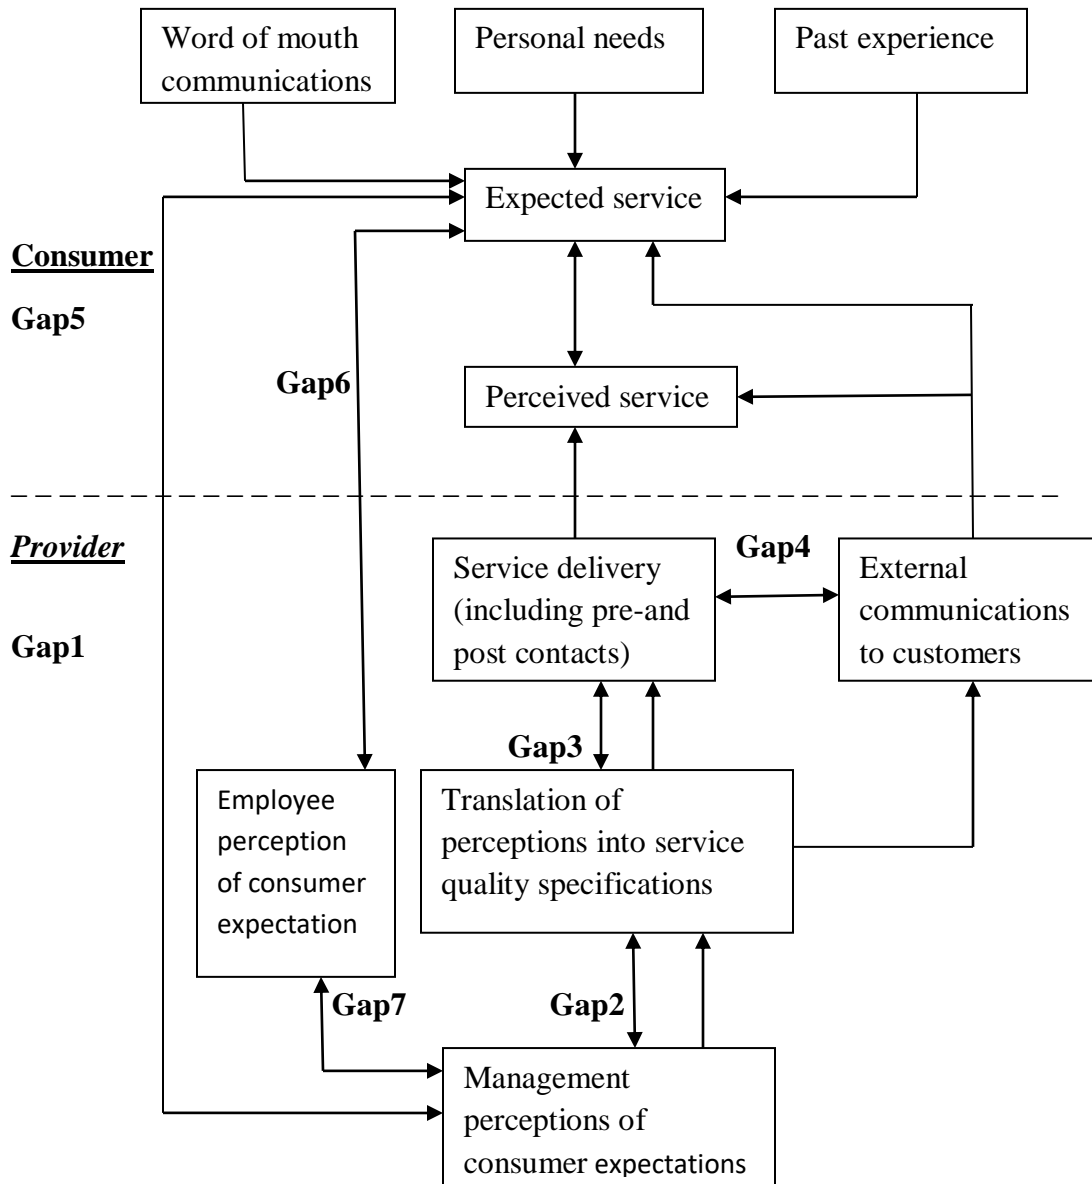 Word of mouth
communications
Personal needs
Past experience
Expected service
Consumer
Gap5
Gap6
Perceived service
Provider
Gap1
Service delivery
(including pre-and
post contacts)
Gap4
External
communications
to customers
Gap3
Employee
perception
of consumer
expectation
Translation of
perceptions into service
quality specifications
Gap7
Gap2
Management
perceptions of
consumer expectations